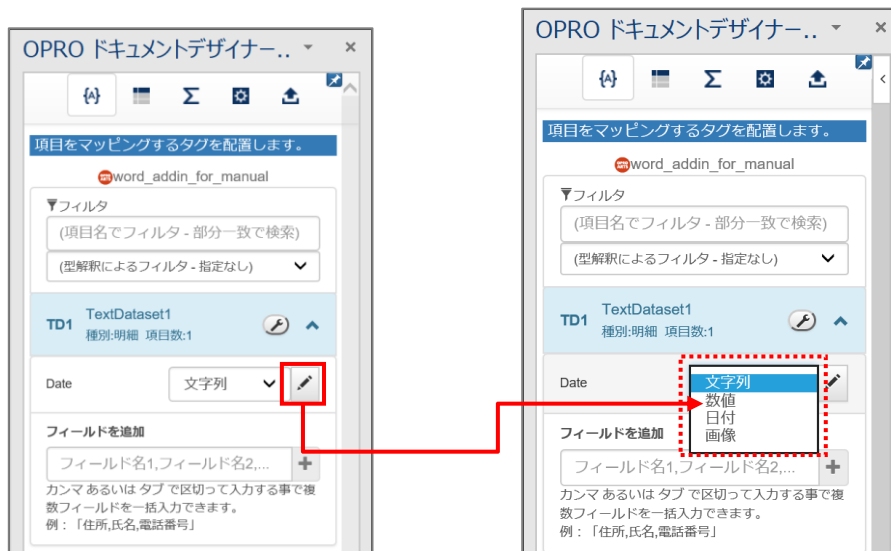 OPRO ドキュメントデザイナー..
{A}
Σ
項目をマッピングするタグを配置します。
word_addin_for_manual
フィルタ
(項目名でフィルタ - 部分一致で検索)
(型解釈によるフィルタ - 指定なし)
TD1
TextDataset1
種別:明細 項目数:1
Date
文字列
フィールドを追加
フィールド名1,フィールド名2,...
カンマ あるいは タブ で区切って入力する事で複
数フィールドを一括入力できます。
例：「住所,氏名,電話番号」
OPRO ドキュメントデザイナー..
{A}
Σ
項目をマッピングするタグを配置します。
word_addin_for_manual
フィルタ
(項目名でフィルタ - 部分一致で検索)
(型解釈によるフィルタ - 指定なし)
TD1
TextDataset1
種別:明細 項目数:1
Date
文字列
数値
日付
画像
フィールドを追加
フィールド名1,フィールド名2,...
カンマ あるいは タブ で区切って入力する事で複
数フィールドを一括入力できます。
例：「住所,氏名,電話番号」